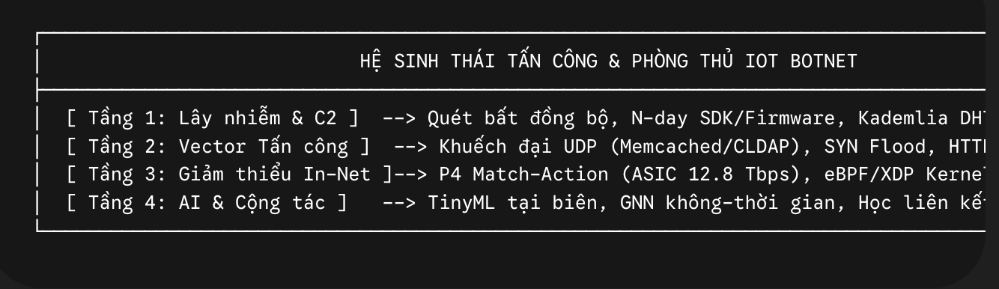 HỆ SINH THÁI TẤN CÔNG & PHÒNG THỦ IOT BOTNET
[ Tầng 1: Lây nhiễm & C2 ]  --> Quét bất đồng bộ, N-day SDK/Firmware, Kademlia
[ Tầng 2: Vector Tấn công ]  --> Khuếch đại UDP (Memcached/CLDAP), SYN Flood,
[ Tầng 3: Giảm thiểu In-Net ]--> P4 Match-Action (ASIC 12.8 Tbps), eBPF/XDP
[ Tầng 4: AI & Cộng tác ]   --> TinyML tại biên, GNN không-thời gian, Học liên